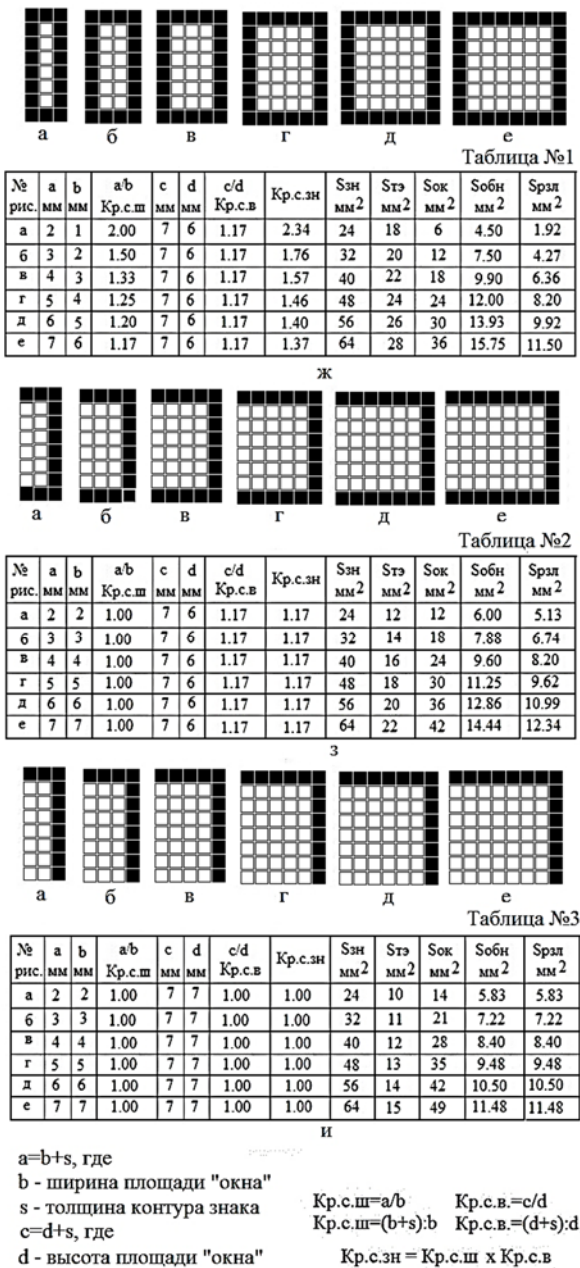 а б в г д е
Таблица №1
№ рис. a мм b мм a/b Кр.с.ш c мм d мм c/d Кр.с.в Кр.с.зн Sзн мм2 Sтэ мм2 Sок мм2 Sобн мм2 Sрзл мм2
а 2 1 2.00 7 6 1.17 2.34 24 18 6 4.50 1.92
б 3 2 1.50 7 6 1.17 1.76 32 20 12 7.50 4.27
в 4 3 1.33 7 6 1.17 1.57 40 22 18 9.90 6.36
г 5 4 1.25 7 6 1.17 1.46 48 24 24 12.00 8.20
д 6 5 1.20 7 6 1.17 1.40 56 26 30 13.93 9.92
е 7 6 1.17 7 6 1.17 1.37 64 28 36 15.75 11.50
ж
а б в г д е
Таблица №2
№ рис. a мм b мм a/b Кр.с.ш c мм d мм c/d Кр.с.в Кр.с.зн Sзн мм2 Sтэ мм2 Sок мм2 Sобн мм2 Sрзл мм2
а 2 2 1.00 7 6 1.17 1.17 24 12 12 6.00 5.13
б 3 3 1.00 7 6 1.17 1.17 32 14 18 7.88 6.74
в 4 4 1.00 7 6 1.17 1.17 40 16 24 9.60 8.20
г 5 5 1.00 7 6 1.17 1.17 48 18 30 11.25 9.62
д 6 6 1.00 7 6 1.17 1.17 56 20 36 12.86 10.99
е 7 7 1.00 7 6 1.17 1.17 64 22 42 14.44 12.34
з
а б в г д е
Таблица №3
№ рис. a мм b мм a/b Кр.с.ш c мм d мм c/d Кр.с.в Кр.с.зн Sзн мм2 Sтэ мм2 Sок мм2 Sобн мм2 Sрзл мм2
а 2 2 1.00 7 7 1.00 1.00 24 10 14 5.83 5.83
б 3 3 1.00 7 7 1.00 1.00 32 11 21 7.22 7.22
в 4 4 1.00 7 7 1.00 1.00 40 12 28 8.40 8.40
г 5 5 1.00 7 7 1.00 1.00 48 13 35 9.48 9.48
д 6 6 1.00 7 7 1.00 1.00 56 14 42 10.50 10.50
е 7 7 1.00 7 7 1.00 1.00 64 15 49 11.48 11.48
и
a=b+s, где
b - ширина площади "окна"
s - толщина контура знака
c=d+s, где
d - высота площади "окна"
Кр.с.ш=a/b Кр.с.в.=c/d
Кр.с.ш=(b+s):b Кр.с.в.=(d+s):d
Кр.с.зн = Кр.с.ш x Кр.с.в